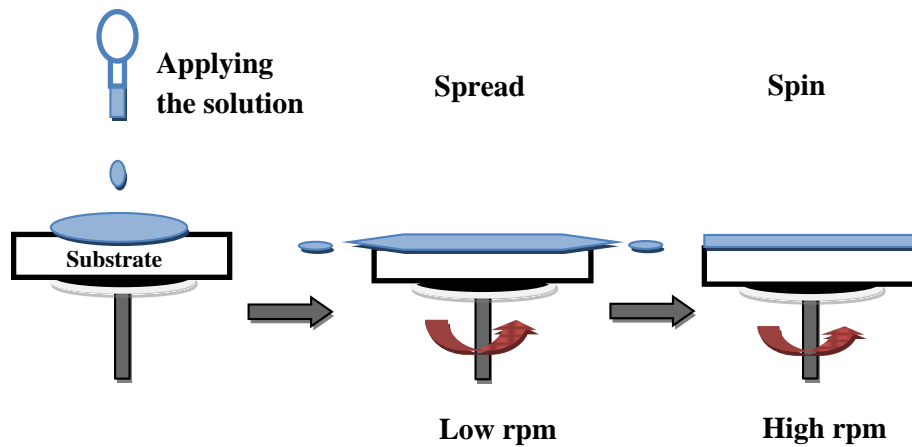 Applying
the solution
Spread
Spin
Substrate
Low rpm
High rpm